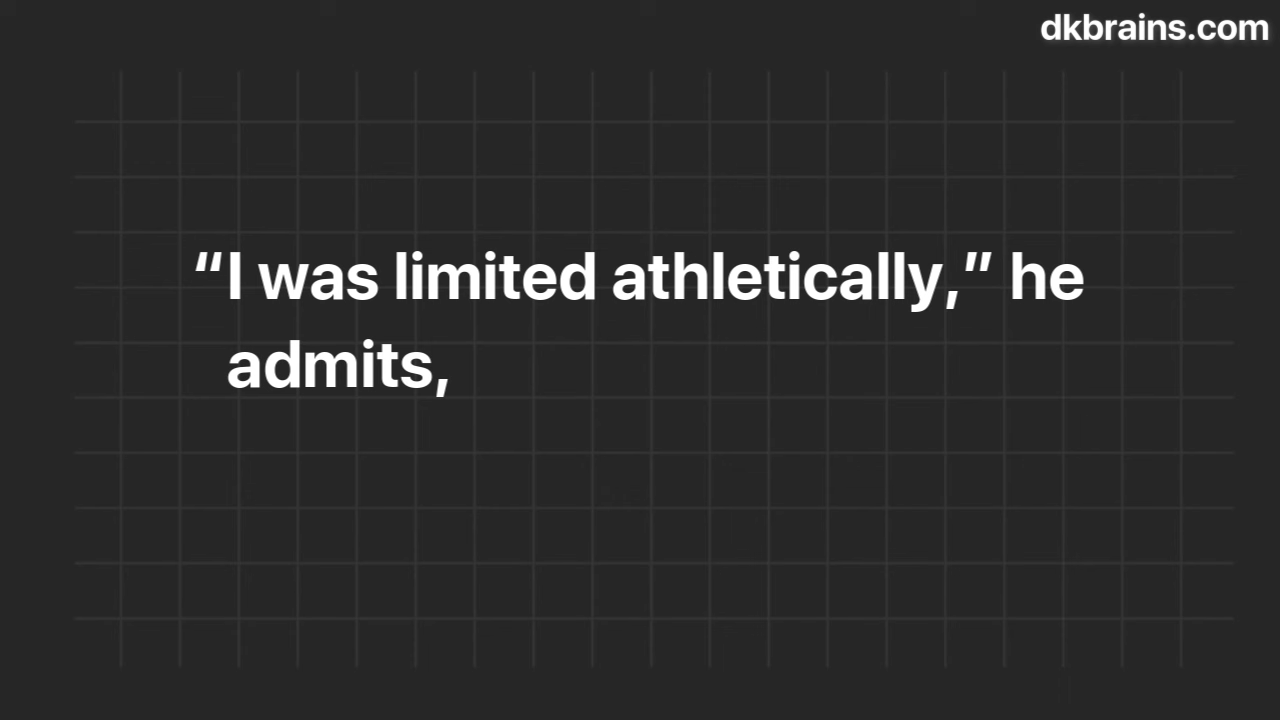 dkbrains.com
“I was limited athletically,” he
admits,